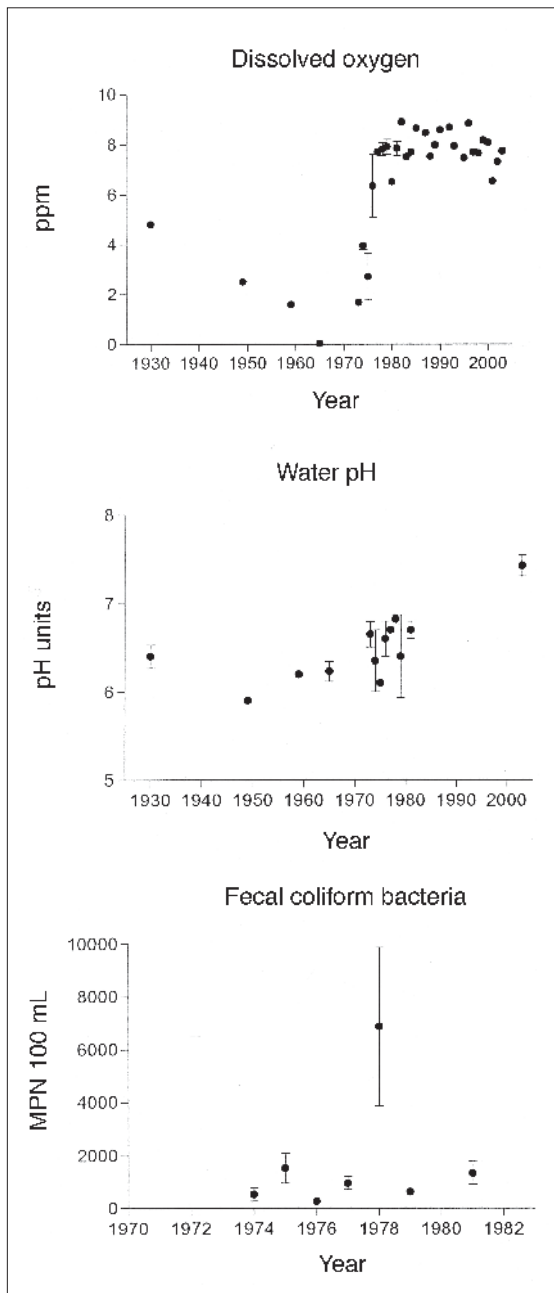 Dissolved oxygen
10
8
6
4
2
0
ppm
1930 1940 1950 1960 1970 1980 1990 2000
Year
Water pH
8
7
6
5
pH units
1930 1940 1950 1960 1970 1980 1990 2000
Year
Fecal coliform bacteria
10000
8000
6000
4000
2000
0
MPN 100 mL
1970 1972 1974 1976 1978 1980 1982
Year